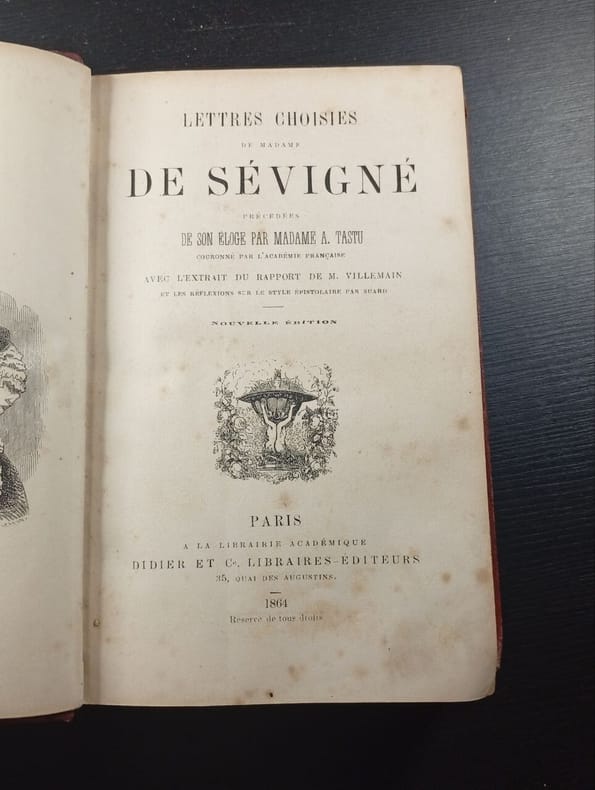 LETTRES CHOISIES
DE MADAME
DE SÉVIGNÉ
PRÉCÉDÉES
DE SON ÉLOGE PAR MADAME A. TASTU
COURONNÉ PAR L'ACADÉMIE FRANÇAISE
AVEC L'EXTRAIT DU RAPPORT DE M. VILLEMAIN
ET LES RÉFLEXIONS SUR LE STYLE ÉPISTOLAIRE PAR SUARD
NOUVELLE ÉDITION
PARIS
A LA LIBRAIRIE ACADÉMIQUE
DIDIER ET Cᵉ, LIBRAIRES-ÉDITEURS
35, QUAI DES AUGUSTINS.
1864
Réserve de tous droits